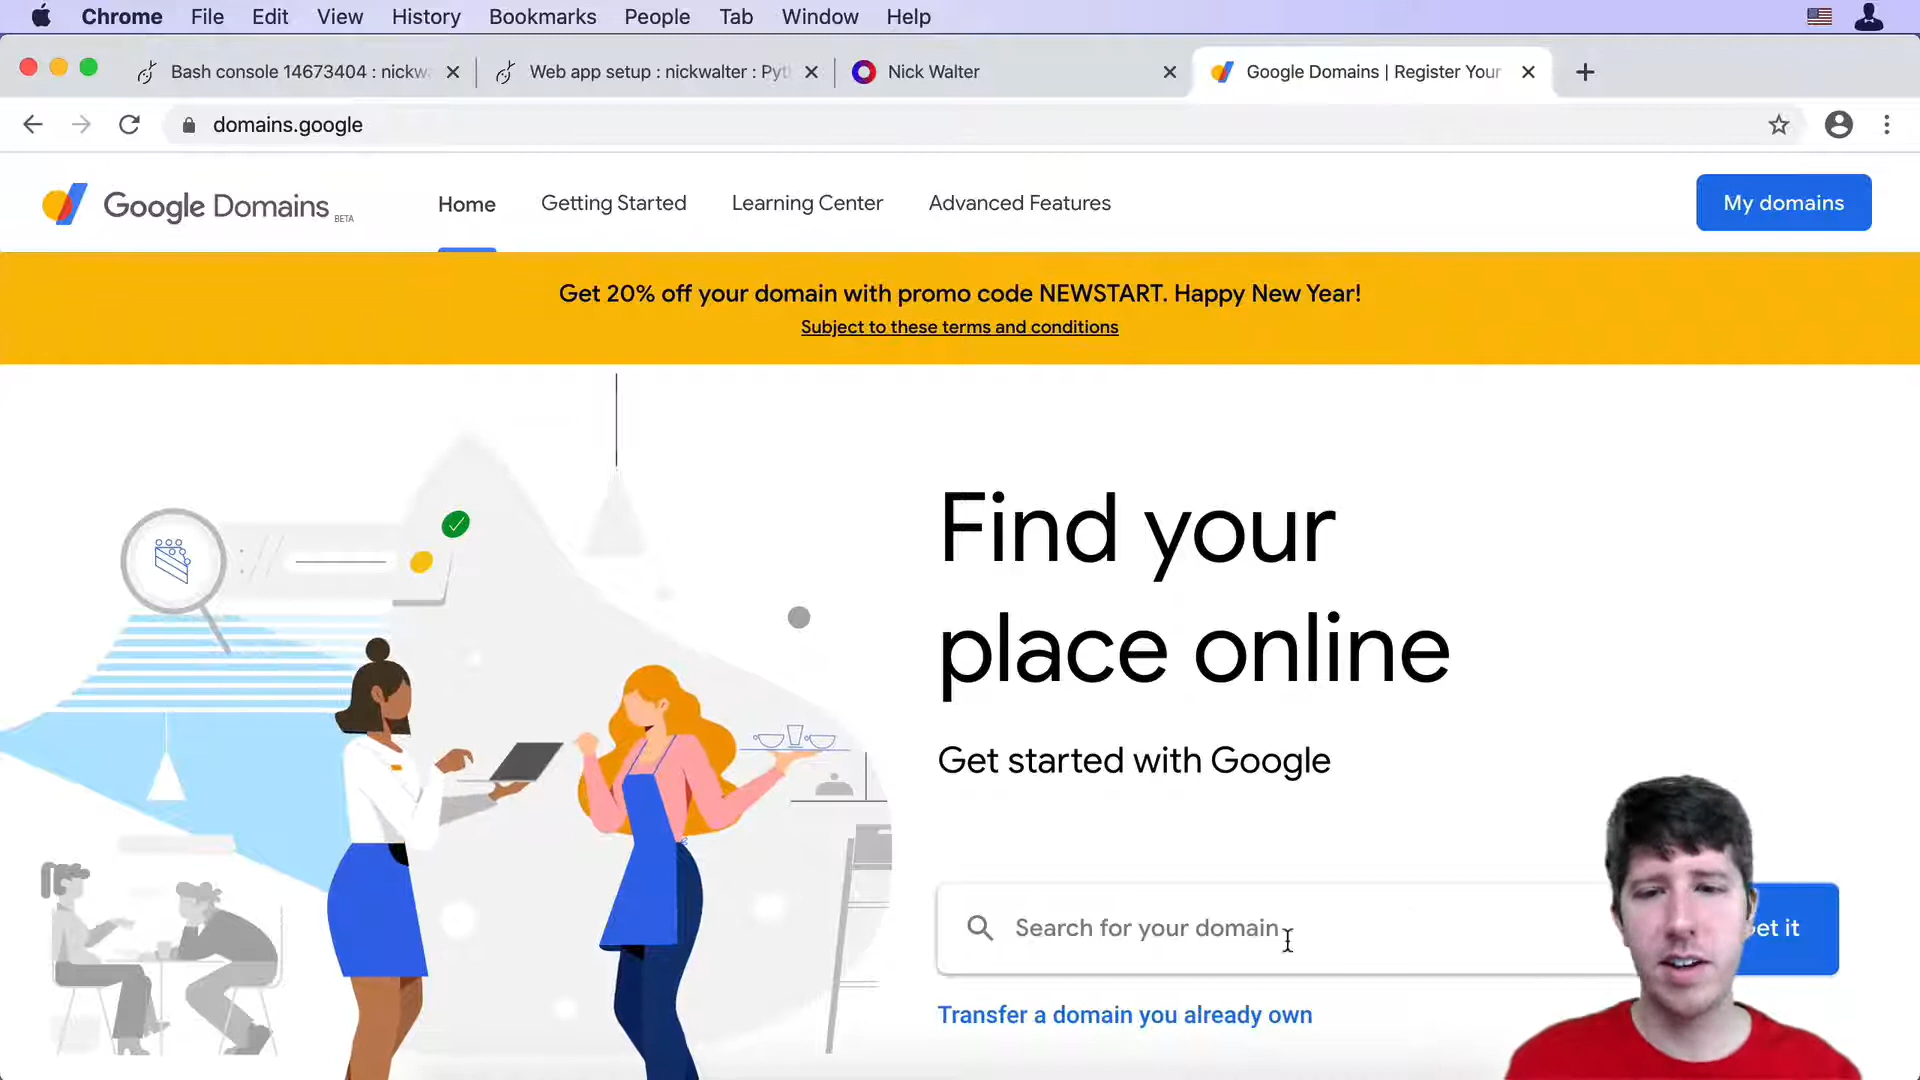 Chrome File Edit View History Bookmarks People Tab Window Help
Bash console 14673404 : nickw
Web app setup : nickwalter : Pyt
Nick Walter
Google Domains | Register Your
domains.google
Google Domains BETA
Home
Getting Started
Learning Center
Advanced Features
My domains
Get 20% off your domain with promo code NEWSTART. Happy New Year!
Subject to these terms and conditions
Find your
place online
Get started with Google
Search for your domain
et it
Transfer a domain you already own